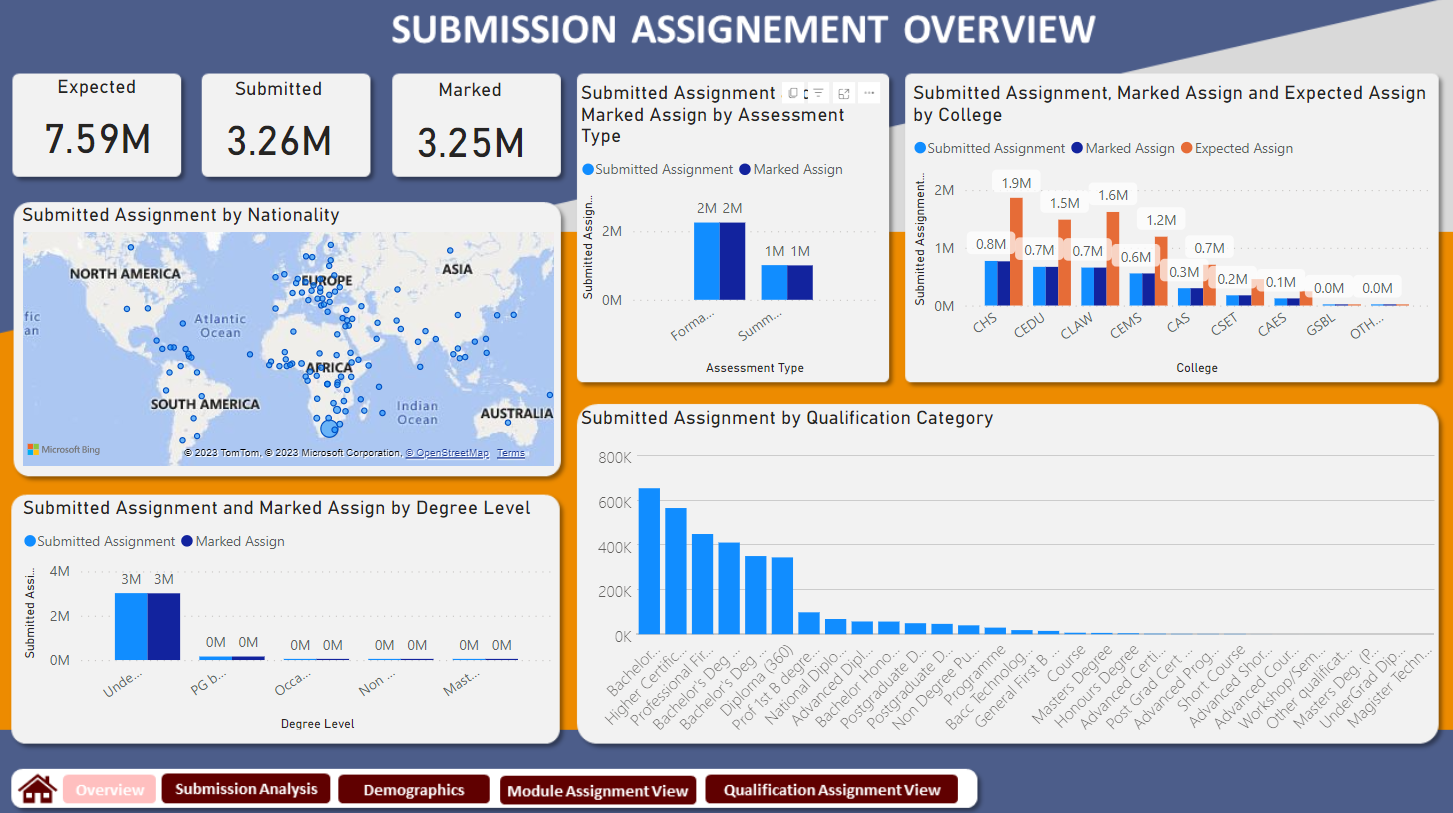 SUBMISSION ASSIGNEMENT OVERVIEW
Expected
7.59M
Submitted
3.26M
Marked
3.25M
Submitted Assignment
Marked Assign by Assessment
Type
Submitted Assignment Marked Assign
Submitted Assign...
2M
0M
2M 2M
1M 1M
Forma...
Summ...
Assessment Type
Submitted Assignment, Marked Assign and Expected Assign
by College
Submitted Assignment Marked Assign Expected Assign
Submitted Assignment...
2M
1M
0M
0.8M
1.9M
0.7M
1.5M
0.7M
1.6M
0.6M
1.2M
0.3M
0.7M
0.2M
0.1M
0.0M
0.0M
CHS
CEDU
CLAW
CEMS
CAS
CSET
CAES
GSBL
OTH...
College
Submitted Assignment by Nationality
NORTH AMERICA
EUROPE
ASIA
fic
an
Atlantic
Ocean
AFRICA
SOUTH AMERICA
Indian
Ocean
AUSTRALIA
Microsoft Bing
© 2023 TomTom, © 2023 Microsoft Corporation, © OpenStreetMap Terms
Submitted Assignment and Marked Assign by Degree Level
Submitted Assignment Marked Assign
Submitted Assi...
4M
2M
0M
3M 3M
0M 0M
0M 0M
0M 0M
0M 0M
Unde...
PG b...
Occa...
Non ...
Mast...
Degree Level
Submitted Assignment by Qualification Category
800K
600K
400K
200K
0K
Bachelor...
Higher Certific...
Professional Fir...
Bachelor's Deg ...
Bachelor's Deg ...
Diploma (360)
Prof 1st B degre...
National Diplo...
Advanced Dipl...
Bachelor Hono...
Postgraduate D...
Postgraduate D...
Non Degree Pu...
Programme
Bacc Technolog...
General First B ...
Course
Masters Degree
Honours Degree
Advanced Certi...
Post Grad Cert ...
Advanced Prog...
Short Course
Advanced Shor...
Advanced Cour...
Workshop/Sem...
Other qualificat...
Masters Deg. (P...
UnderGrad Dip...
Magister Techn...
Overview
Submission Analysis
Demographics
Module Assignment View
Qualification Assignment View